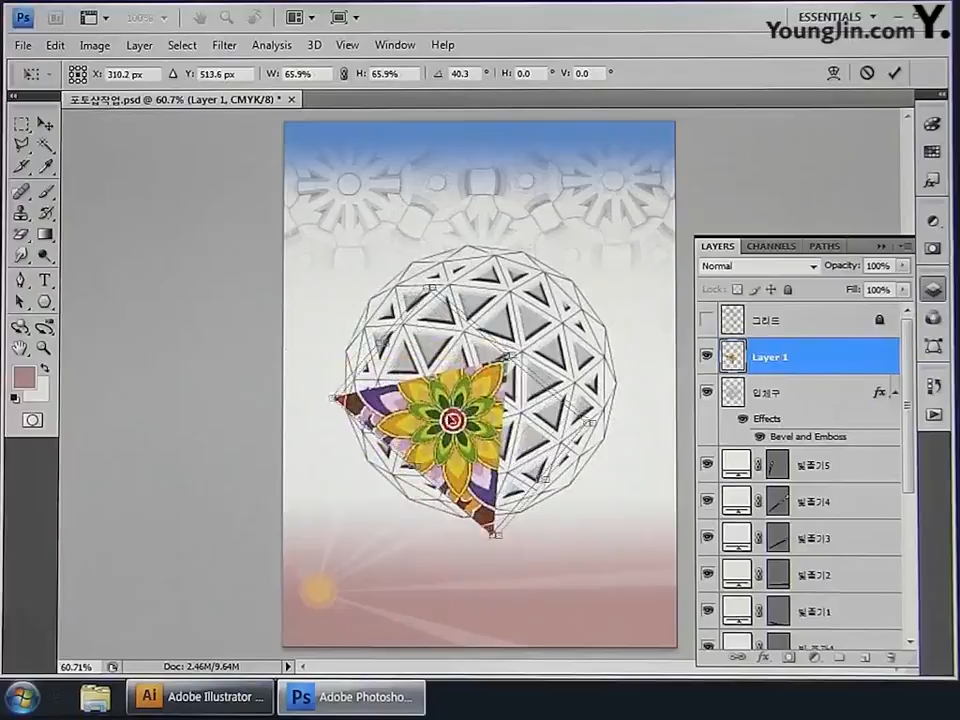 Ps
100%
ESSENTIALS
YoungJin.com Y.
File Edit Image Layer Select Filter Analysis 3D View Window Help
X: 310.2 px Y: 513.6 px W: 65.9% H: 65.9% 40.3 ° H: 0.0 ° V: 0.0 °
포토샵작업.psd @ 60.7% (Layer 1, CMYK/8) *
LAYERS CHANNELS PATHS
Normal Opacity: 100%
Lock: Fill: 100%
그리드
Layer 1
입체구 fx
Effects
Bevel and Emboss
빛줄기5
빛줄기4
빛줄기3
빛줄기2
빛줄기1
60.71% Doc: 2.46M/9.64M
Ai Adobe Illustrator ... Ps Adobe Photosho...